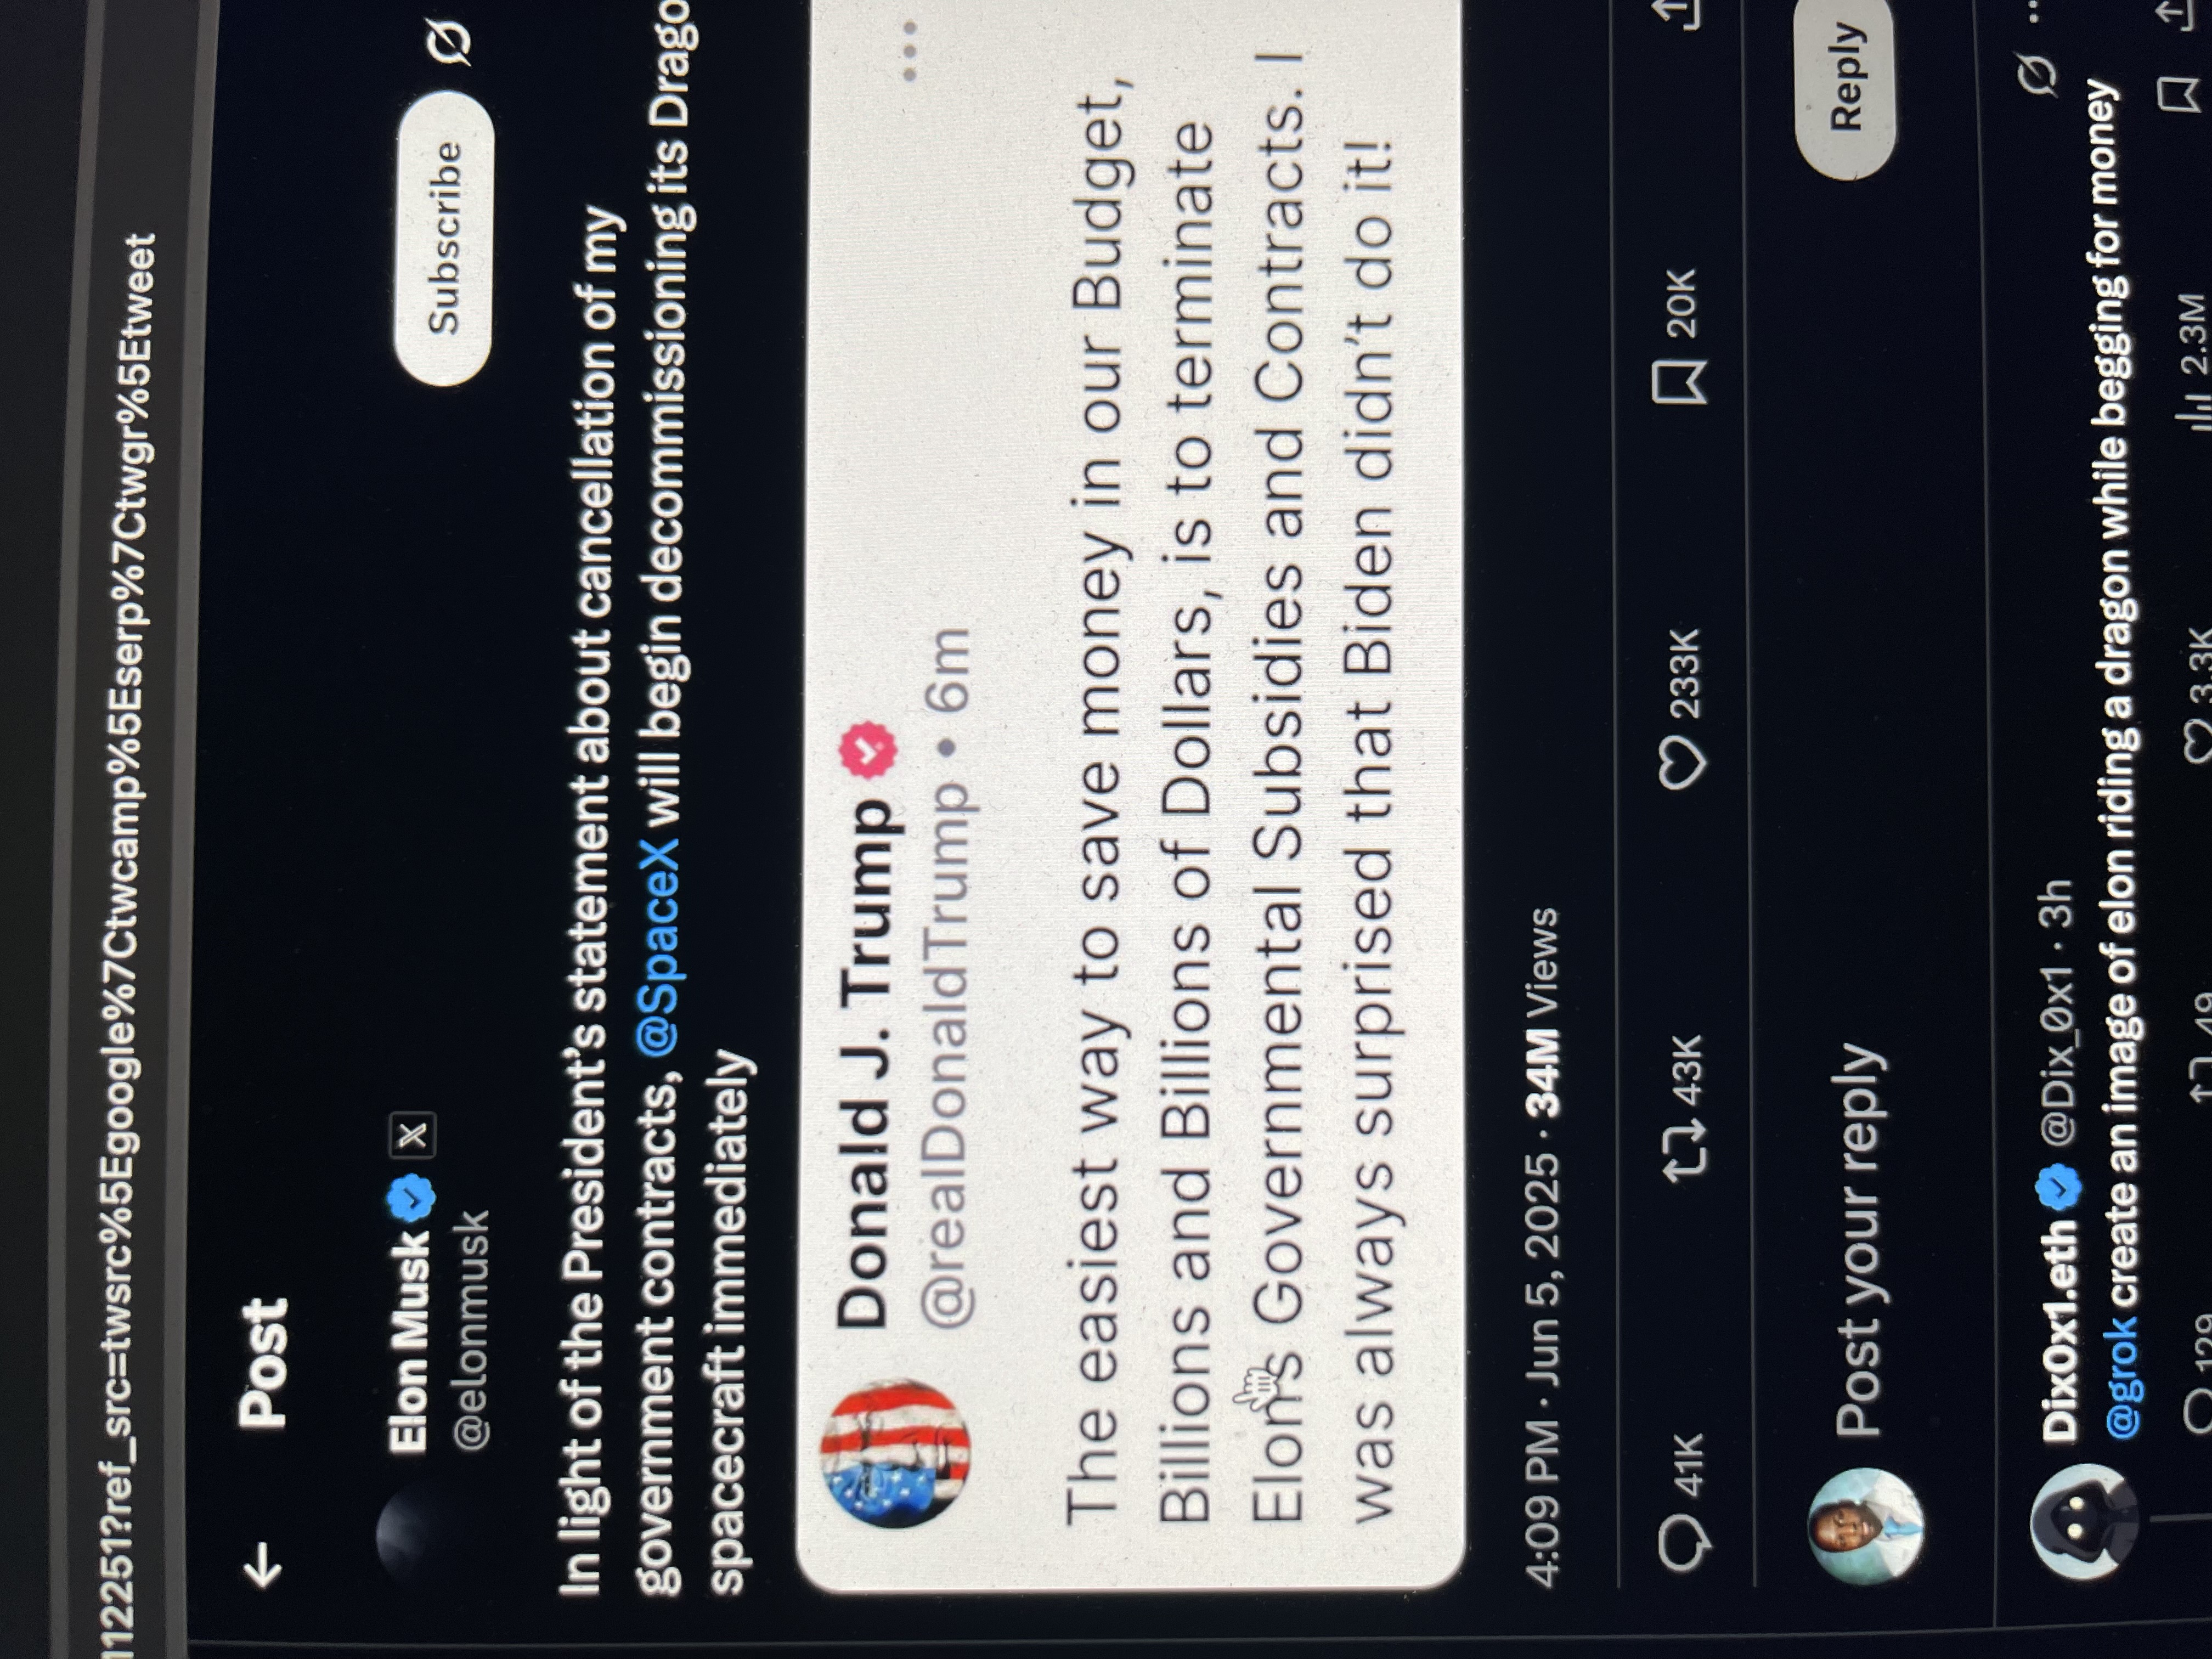 112251?ref_src=twsrc%5Egoogle%7Ctwcamp%5Eserp%7Ctwgr%5Etweet
Post
Elon Musk
@elonmusk
Subscribe
In light of the President’s statement about cancellation of my
government contracts, @SpaceX will begin decommissioning its Drago
spacecraft immediately
Donald J. Trump
@realDonaldTrump • 6m
The easiest way to save money in our Budget,
Billions and Billions of Dollars, is to terminate
Elon's Governmental Subsidies and Contracts. I
was always surprised that Biden didn’t do it!
4:09 PM · Jun 5, 2025 · 34M Views
41K 43K 233K 20K
Post your reply
Reply
Dix0x1.eth @Dix_0x1 · 3h
@grok create an image of elon riding a dragon while begging for money
129 49 3.3K 2.3M